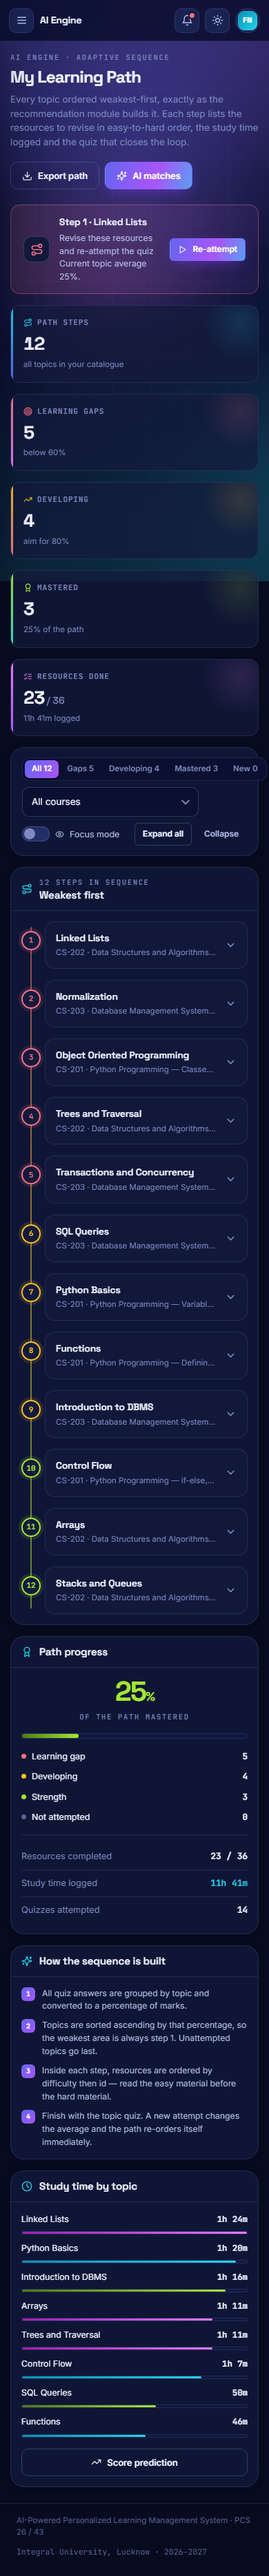 AI Engine
FN
AI ENGINE · ADAPTIVE SEQUENCE
My Learning Path
Every topic ordered weakest-first, exactly as the
recommendation module builds it. Each step lists the
resources to revise in easy-to-hard order, the study time
logged and the quiz that closes the loop.
Export path
AI matches
Step 1 · Linked Lists
Revise these resources
and re-attempt the quiz
Current topic average
25%.
Re-attempt
PATH STEPS
12
all topics in your catalogue
LEARNING GAPS
5
below 60%
DEVELOPING
4
aim for 80%
MASTERED
3
25% of the path
RESOURCES DONE
23 / 36
11h 41m logged
All 12 Gaps 5 Developing 4 Mastered 3 New 0
All courses
Focus mode
Expand all
Collapse
12 STEPS IN SEQUENCE
Weakest first
1
Linked Lists
CS-202 · Data Structures and Algorithms...
2
Normalization
CS-203 · Database Management System...
3
Object Oriented Programming
CS-201 · Python Programming — Classe...
4
Trees and Traversal
CS-202 · Data Structures and Algorithms...
5
Transactions and Concurrency
CS-203 · Database Management System...
6
SQL Queries
CS-203 · Database Management System...
7
Python Basics
CS-201 · Python Programming — Variabl...
8
Functions
CS-201 · Python Programming — Definin...
9
Introduction to DBMS
CS-203 · Database Management System...
10
Control Flow
CS-201 · Python Programming — if-else,...
11
Arrays
CS-202 · Data Structures and Algorithms...
12
Stacks and Queues
CS-202 · Data Structures and Algorithms...
Path progress
25%
OF THE PATH MASTERED
Learning gap 5
Developing 4
Strength 3
Not attempted 0
Resources completed 23 / 36
Study time logged 11h 41m
Quizzes attempted 14
How the sequence is built
1 All quiz answers are grouped by topic and
converted to a percentage of marks.
2 Topics are sorted ascending by that percentage, so
the weakest area is always step 1. Unattempted
topics go last.
3 Inside each step, resources are ordered by
difficulty then id — read the easy material before
the hard material.
4 Finish with the topic quiz. A new attempt changes
the average and the path re-orders itself
immediately.
Study time by topic
Linked Lists 1h 24m
Python Basics 1h 20m
Introduction to DBMS 1h 16m
Arrays 1h 11m
Trees and Traversal 1h 11m
Control Flow 1h 7m
SQL Queries 50m
Functions 46m
Score prediction
AI-Powered Personalized Learning Management System · PCS
26 / 43
Integral University, Lucknow · 2026-2027